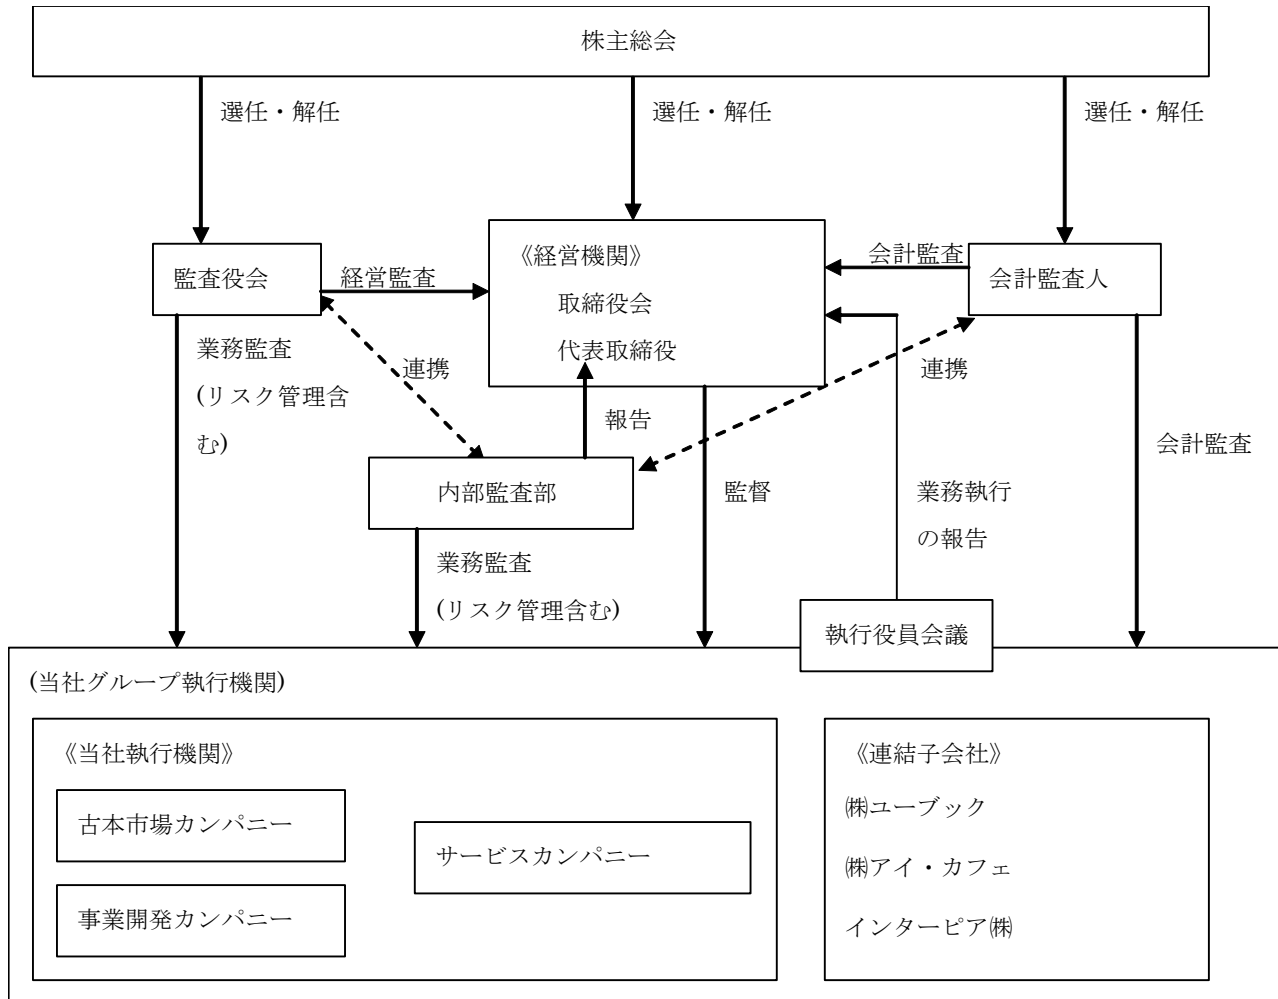 株主総会
選任・解任
選任・解任
選任・解任
監査役会
経営監査
《経営機関》
取締役会
代表取締役
会計監査
会計監査人
業務監査
(リスク管理含
む)
連携
報告
連携
会計監査
内部監査部
監督
業務執行
の報告
業務監査
(リスク管理含む)
執行役員会議
(当社グループ執行機関)
《当社執行機関》
古本市場カンパニー
サービスカンパニー
事業開発カンパニー
《連結子会社》
㈱ユーブック
㈱アイ・カフェ
インターピア㈱